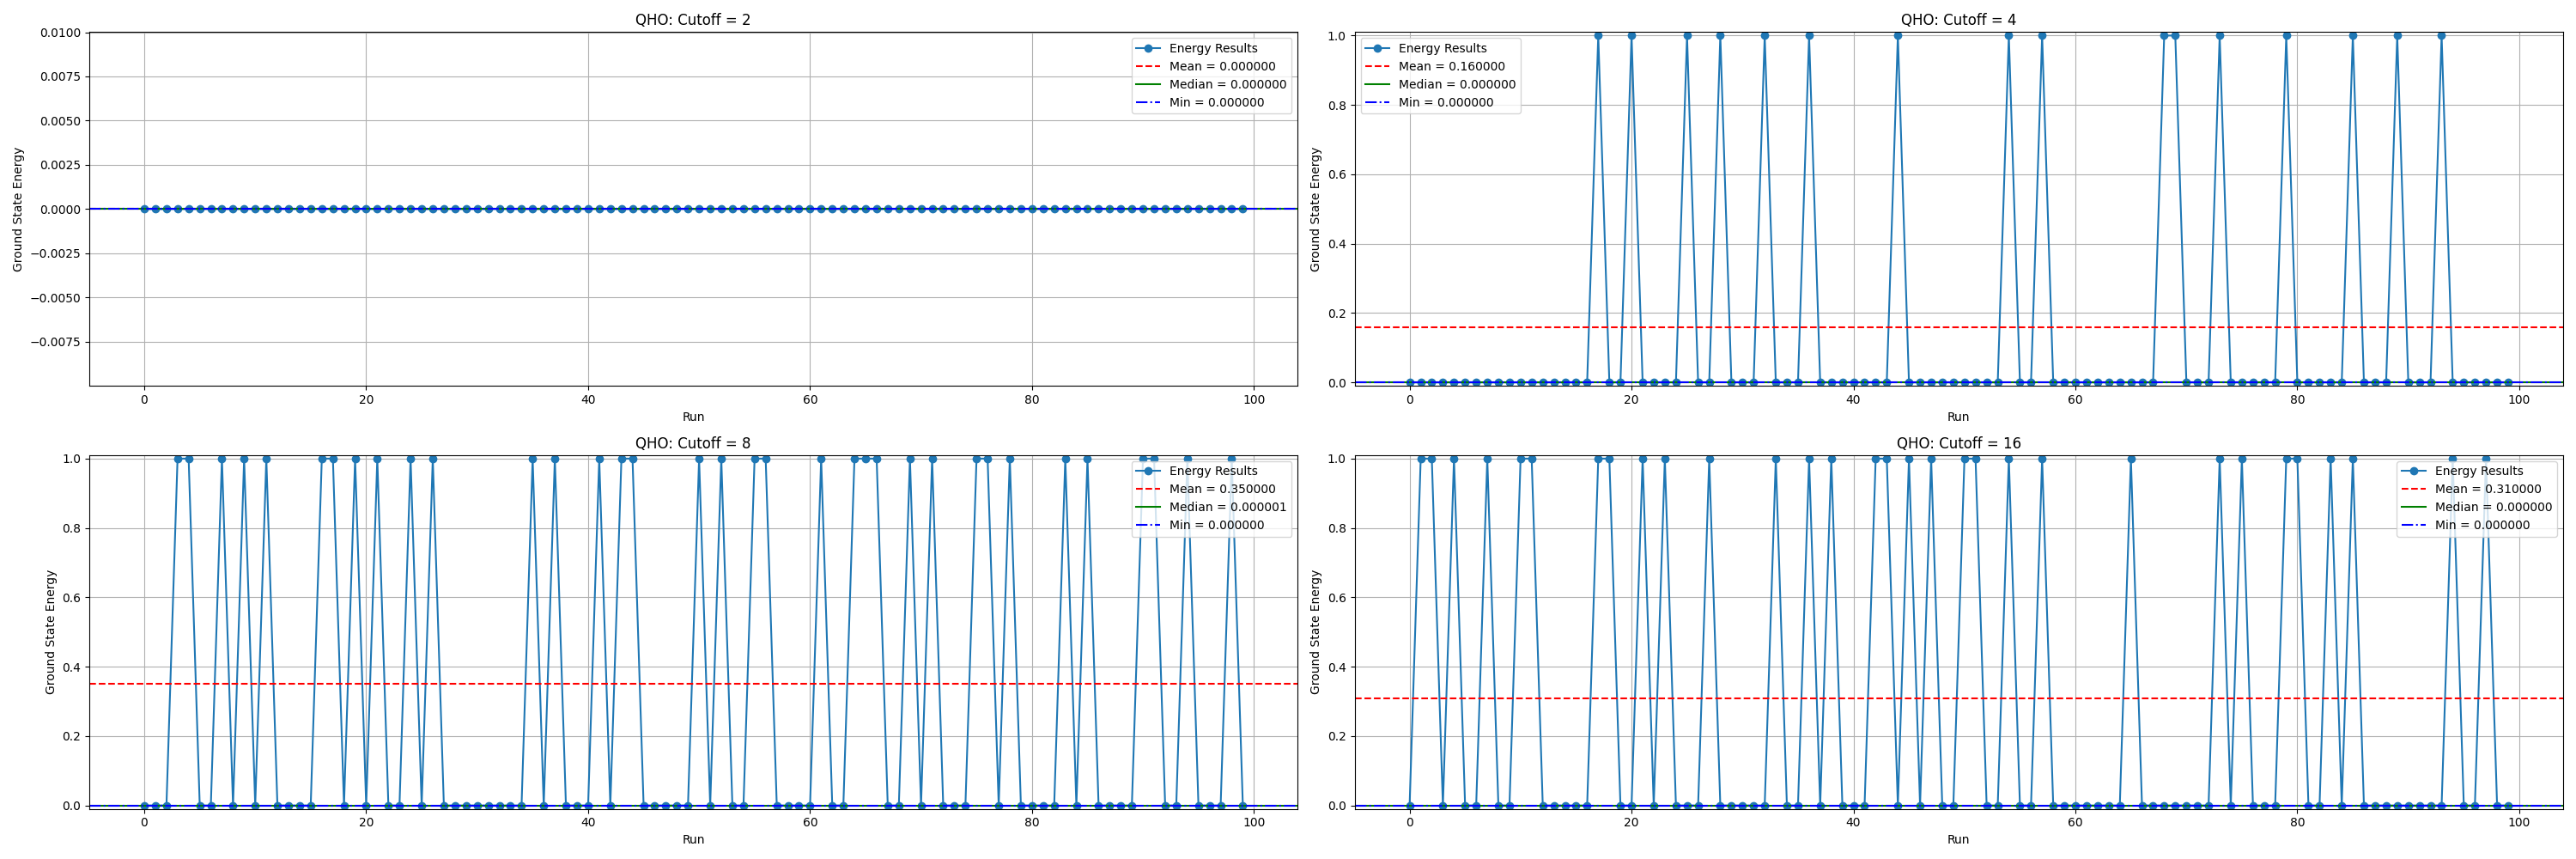 QHO: Cutoff = 2
0.0100
0.0075
0.0050
0.0025
0.0000
−0.0025
−0.0050
−0.0075
Ground State Energy
Energy Results
Mean = 0.000000
Median = 0.000000
Min = 0.000000
0 20 40 60 80 100
Run
QHO: Cutoff = 4
1.0
0.8
0.6
0.4
0.2
0.0
Ground State Energy
Energy Results
Mean = 0.160000
Median = 0.000000
Min = 0.000000
0 20 40 60 80 100
Run
QHO: Cutoff = 8
1.0
0.8
0.6
0.4
0.2
0.0
Ground State Energy
Energy Results
Mean = 0.350000
Median = 0.000001
Min = 0.000000
0 20 40 60 80 100
Run
QHO: Cutoff = 16
1.0
0.8
0.6
0.4
0.2
0.0
Ground State Energy
Energy Results
Mean = 0.310000
Median = 0.000000
Min = 0.000000
0 20 40 60 80 100
Run